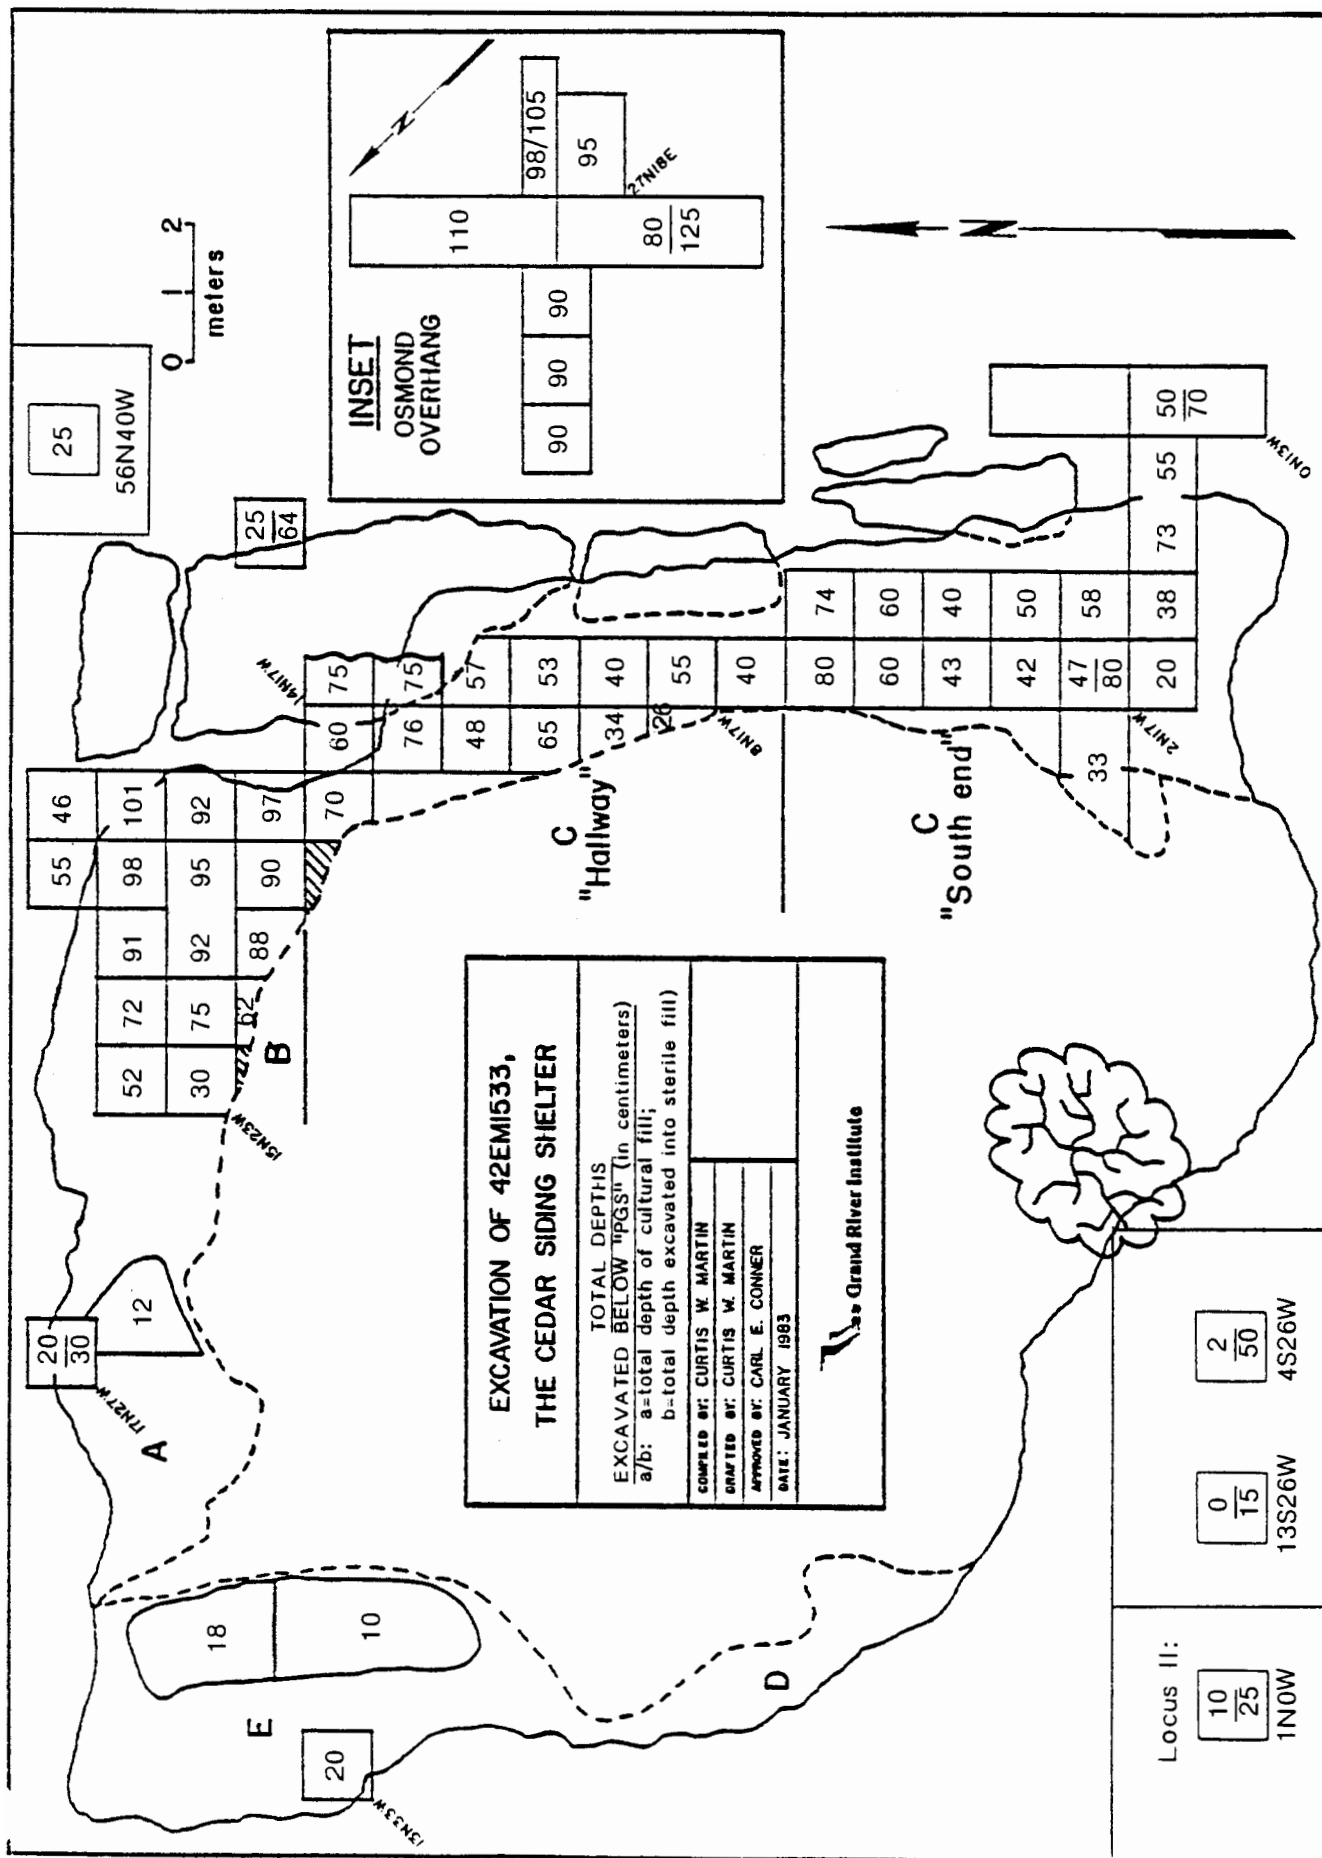 20
30
55 46
25
17N27W
12
52 72 91 98 101
56N40W
A
0 1 2
meters
18
30 75 92 95 92
15N23W
E
B
62 88 90 97
25
64
14N17W
20
13N33W
10
70 60 75
INSET
OSMOND
OVERHANG
110
N
76 75
48 57
65 53
98/105
90 90 90
95
80
125
27N18E
EXCAVATION OF 42EM1533,
THE CEDAR SIDING SHELTER
TOTAL DEPTHS
EXCAVATED BELOW "PGS" (in centimeters)
a/b: a=total depth of cultural fill;
b=total depth excavated into sterile fill)
COMPILED BY: CURTIS W. MARTIN
DRAFTED BY: CURTIS W. MARTIN
APPROVED BY: CARL E. CONNER
DATE: JANUARY 1983
Grand River Institute
C
"Hallway"
34 40
26 55
8N17W
40
D
80 74
60 60
C
"South end"
43 40
N
42 50
33
47
80
58
2N17W
20 38 73 55
50
70
0N13W
Locus II:
10
25
1N0W
0
15
13S26W
2
50
4S26W